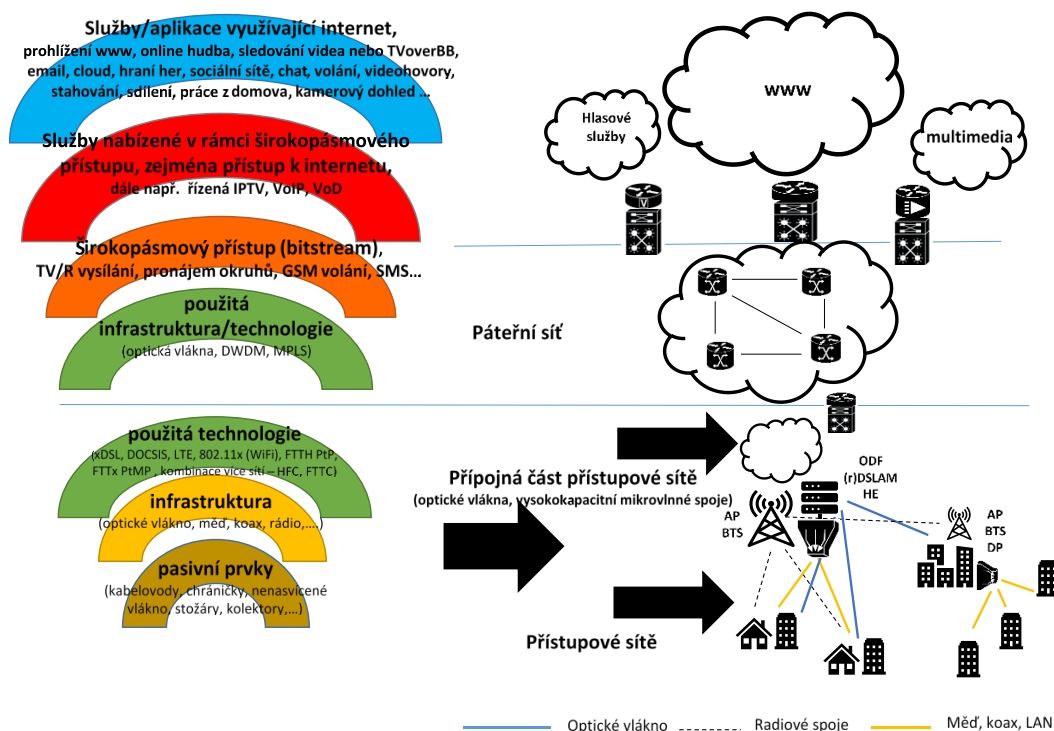 Služby/aplikace využívající internet,
prohlížení www, online hudba, sledování videa nebo TVoverBB,
email, cloud, hraní her, sociální sítě, chat, volání, videohovory,
stahování, sdílení, práce z domova, kamerový dohled ...
Služby nabízené v rámci širokopásmového
přístupu, zejména přístup k internetu,
dále např. řízená IPTV, VoIP, VoD
Širokopásmový přístup (bitstream),
TV/R vysílání, pronájem okruhů, GSM volání, SMS...
použitá
infrastruktura/technologie
(optická vlákna, DWDM, MPLS)
použitá technologie
(xDSL, DOCSIS, LTE, 802.11x (WiFi), FTTH PtP,
FTTx PtMP , kombinace více sítí – HFC, FTTC)
infrastruktura
(optické vlákno, měď, koax, rádio,....)
pasivní prvky
(kabelovody, chráničky, nenasvícené
vlákno, stožáry, kolektory,...)
www
Hlasové
služby
multimedia
V
Páteřní síť
Přípojná část přístupové sítě
(optické vlákna, vysokokapacitní mikrovlnné spoje)
ODF
(r)DSLAM
HE
AP
BTS
AP
BTS
DP
Přístupové sítě
Optické vlákno
Radiové spoje
Měď, koax, LAN